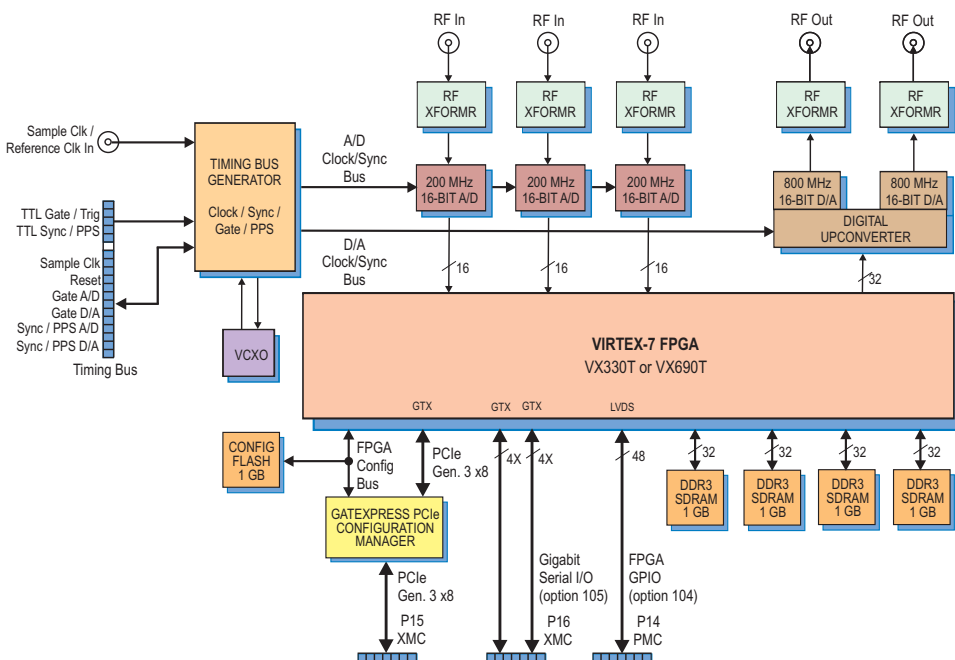 RF In
RF In
RF In
RF Out
RF Out
RF
XFORMR
RF
XFORMR
RF
XFORMR
RF
XFORMR
RF
XFORMR
Sample Clk /
Reference Clk In
TIMING BUS
GENERATOR
Clock / Sync /
Gate / PPS
A/D
Clock/Sync
Bus
200 MHz
16-BIT A/D
200 MHz
16-BIT A/D
200 MHz
16-BIT A/D
800 MHz
16-BIT D/A
800 MHz
16-BIT D/A
DIGITAL
UPCONVERTER
TTL Gate / Trig
TTL Sync / PPS
Sample Clk
Reset
Gate A/D
Gate D/A
Sync / PPS A/D
Sync / PPS D/A
Timing Bus
D/A
Clock/Sync
Bus
16
16
16
32
VCXO
VIRTEX-7 FPGA
VX330T or VX690T
GTX
GTX
GTX
LVDS
CONFIG
FLASH
1 GB
FPGA
Config
Bus
PCIe
Gen. 3 x8
4X
4X
48
32
32
32
32
DDR3
SDRAM
1 GB
DDR3
SDRAM
1 GB
DDR3
SDRAM
1 GB
DDR3
SDRAM
1 GB
GATEXPRESS PCIe
CONFIGURATION
MANAGER
PCIe
Gen. 3 x8
P15
XMC
Gigabit
Serial I/O
(option 105)
P16
XMC
FPGA
GPIO
(option 104)
P14
PMC